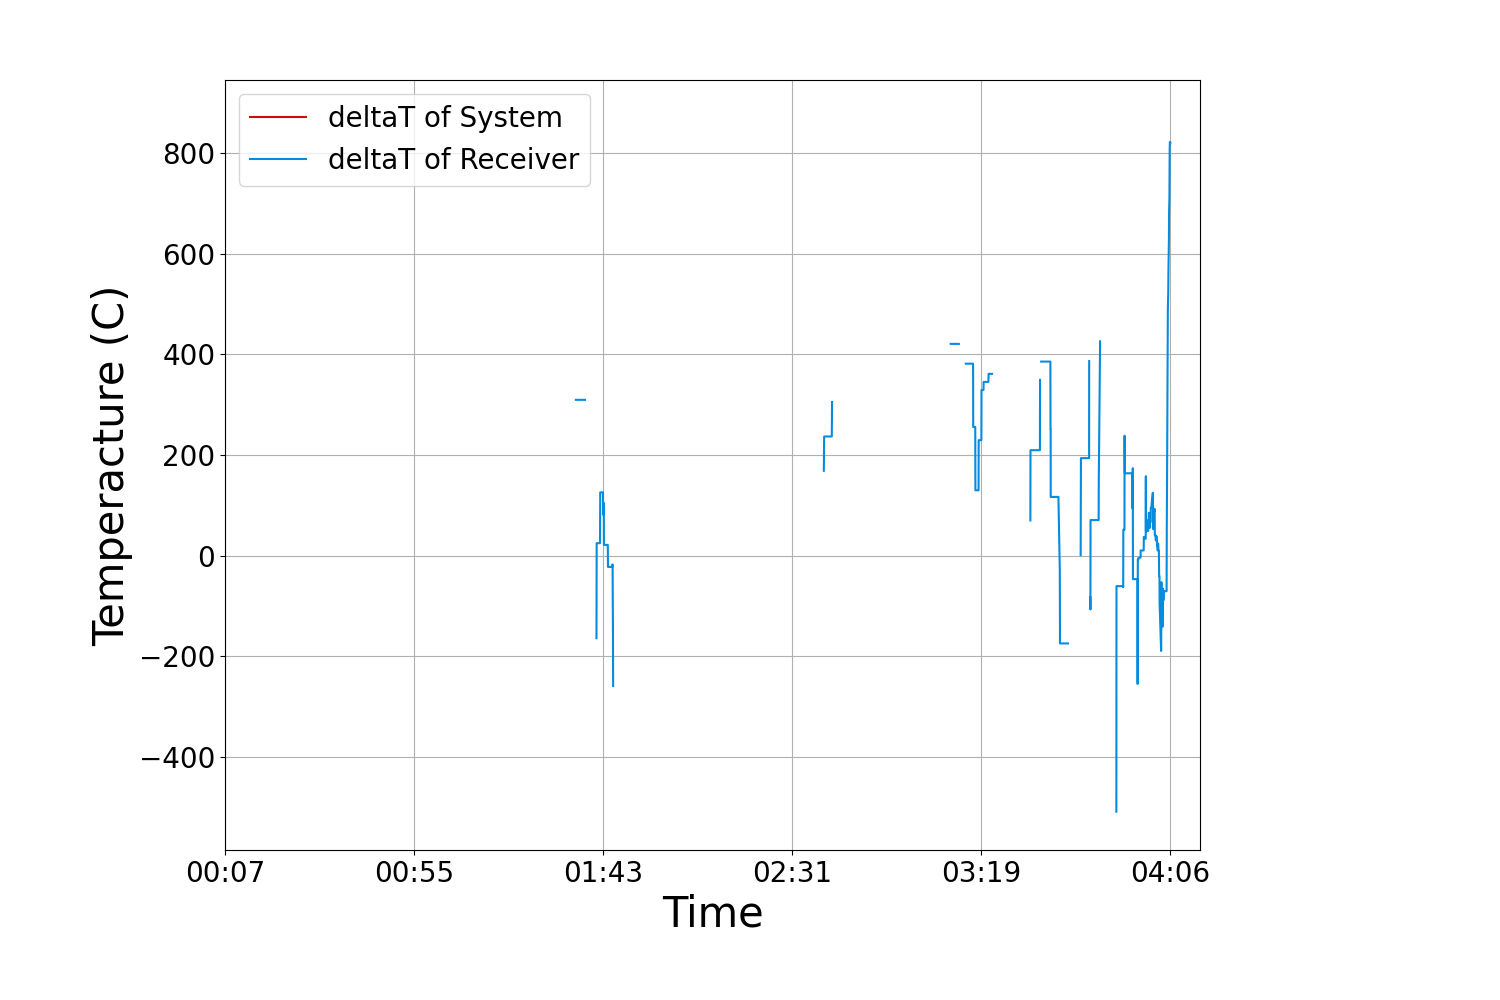 deltaT of System
deltaT of Receiver
800
600
400
200
0
−200
−400
Temperacture (C)
00:07 00:55 01:43 02:31 03:19 04:06
Time